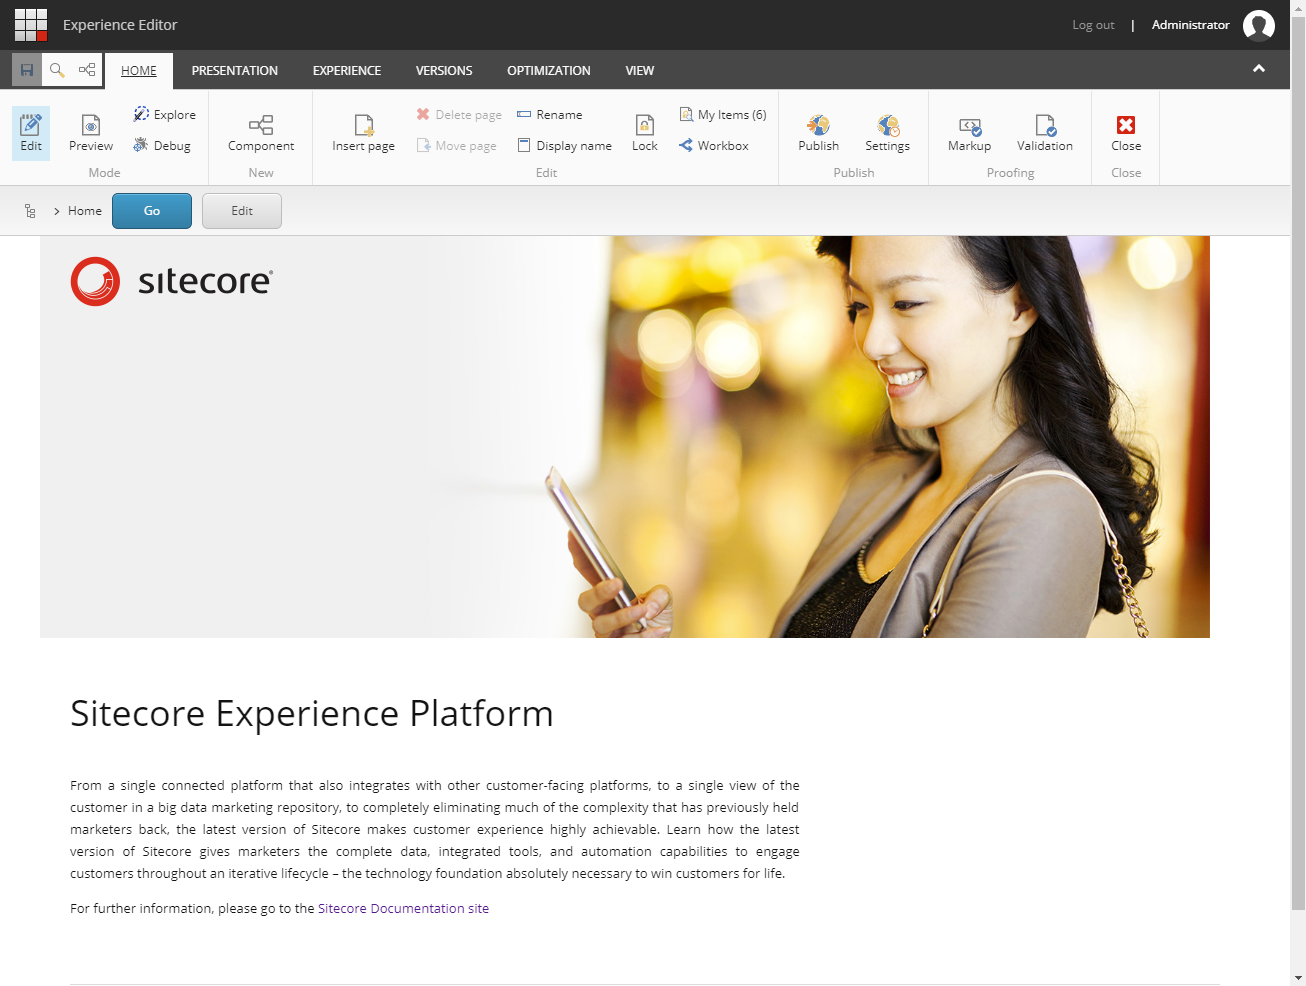 Experience Editor
Log out | Administrator
HOME PRESENTATION EXPERIENCE VERSIONS OPTIMIZATION VIEW
Edit Preview Explore Debug
Mode
Component
New
Insert page Delete page Move page Rename Display name Lock My Items (6) Workbox
Edit
Publish Settings
Publish
Markup Validation
Proofing
Close
Close
Home Go Edit
sitecore®
Sitecore Experience Platform
From a single connected platform that also integrates with other customer-facing platforms, to a single view of the
customer in a big data marketing repository, to completely eliminating much of the complexity that has previously held
marketers back, the latest version of Sitecore makes customer experience highly achievable. Learn how the latest
version of Sitecore gives marketers the complete data, integrated tools, and automation capabilities to engage
customers throughout an iterative lifecycle – the technology foundation absolutely necessary to win customers for life.
For further information, please go to the Sitecore Documentation site